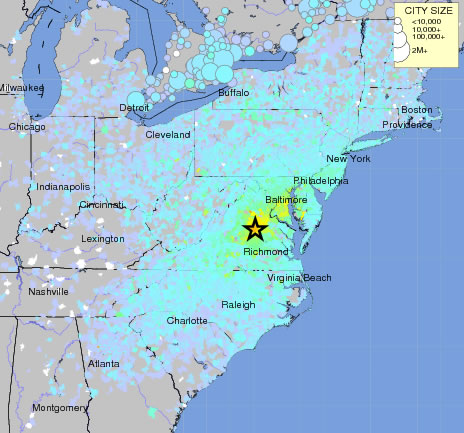 CITY SIZE
<10,000
10,000+
100,000+
2M+
Milwaukee
Detroit
Buffalo
Boston
Chicago
Cleveland
Providence
New York
Indianapolis
Philadelphia
Cincinnati
Baltimore
Lexington
Richmond
Nashville
Virginia Beach
Raleigh
Charlotte
Atlanta
Montgomery